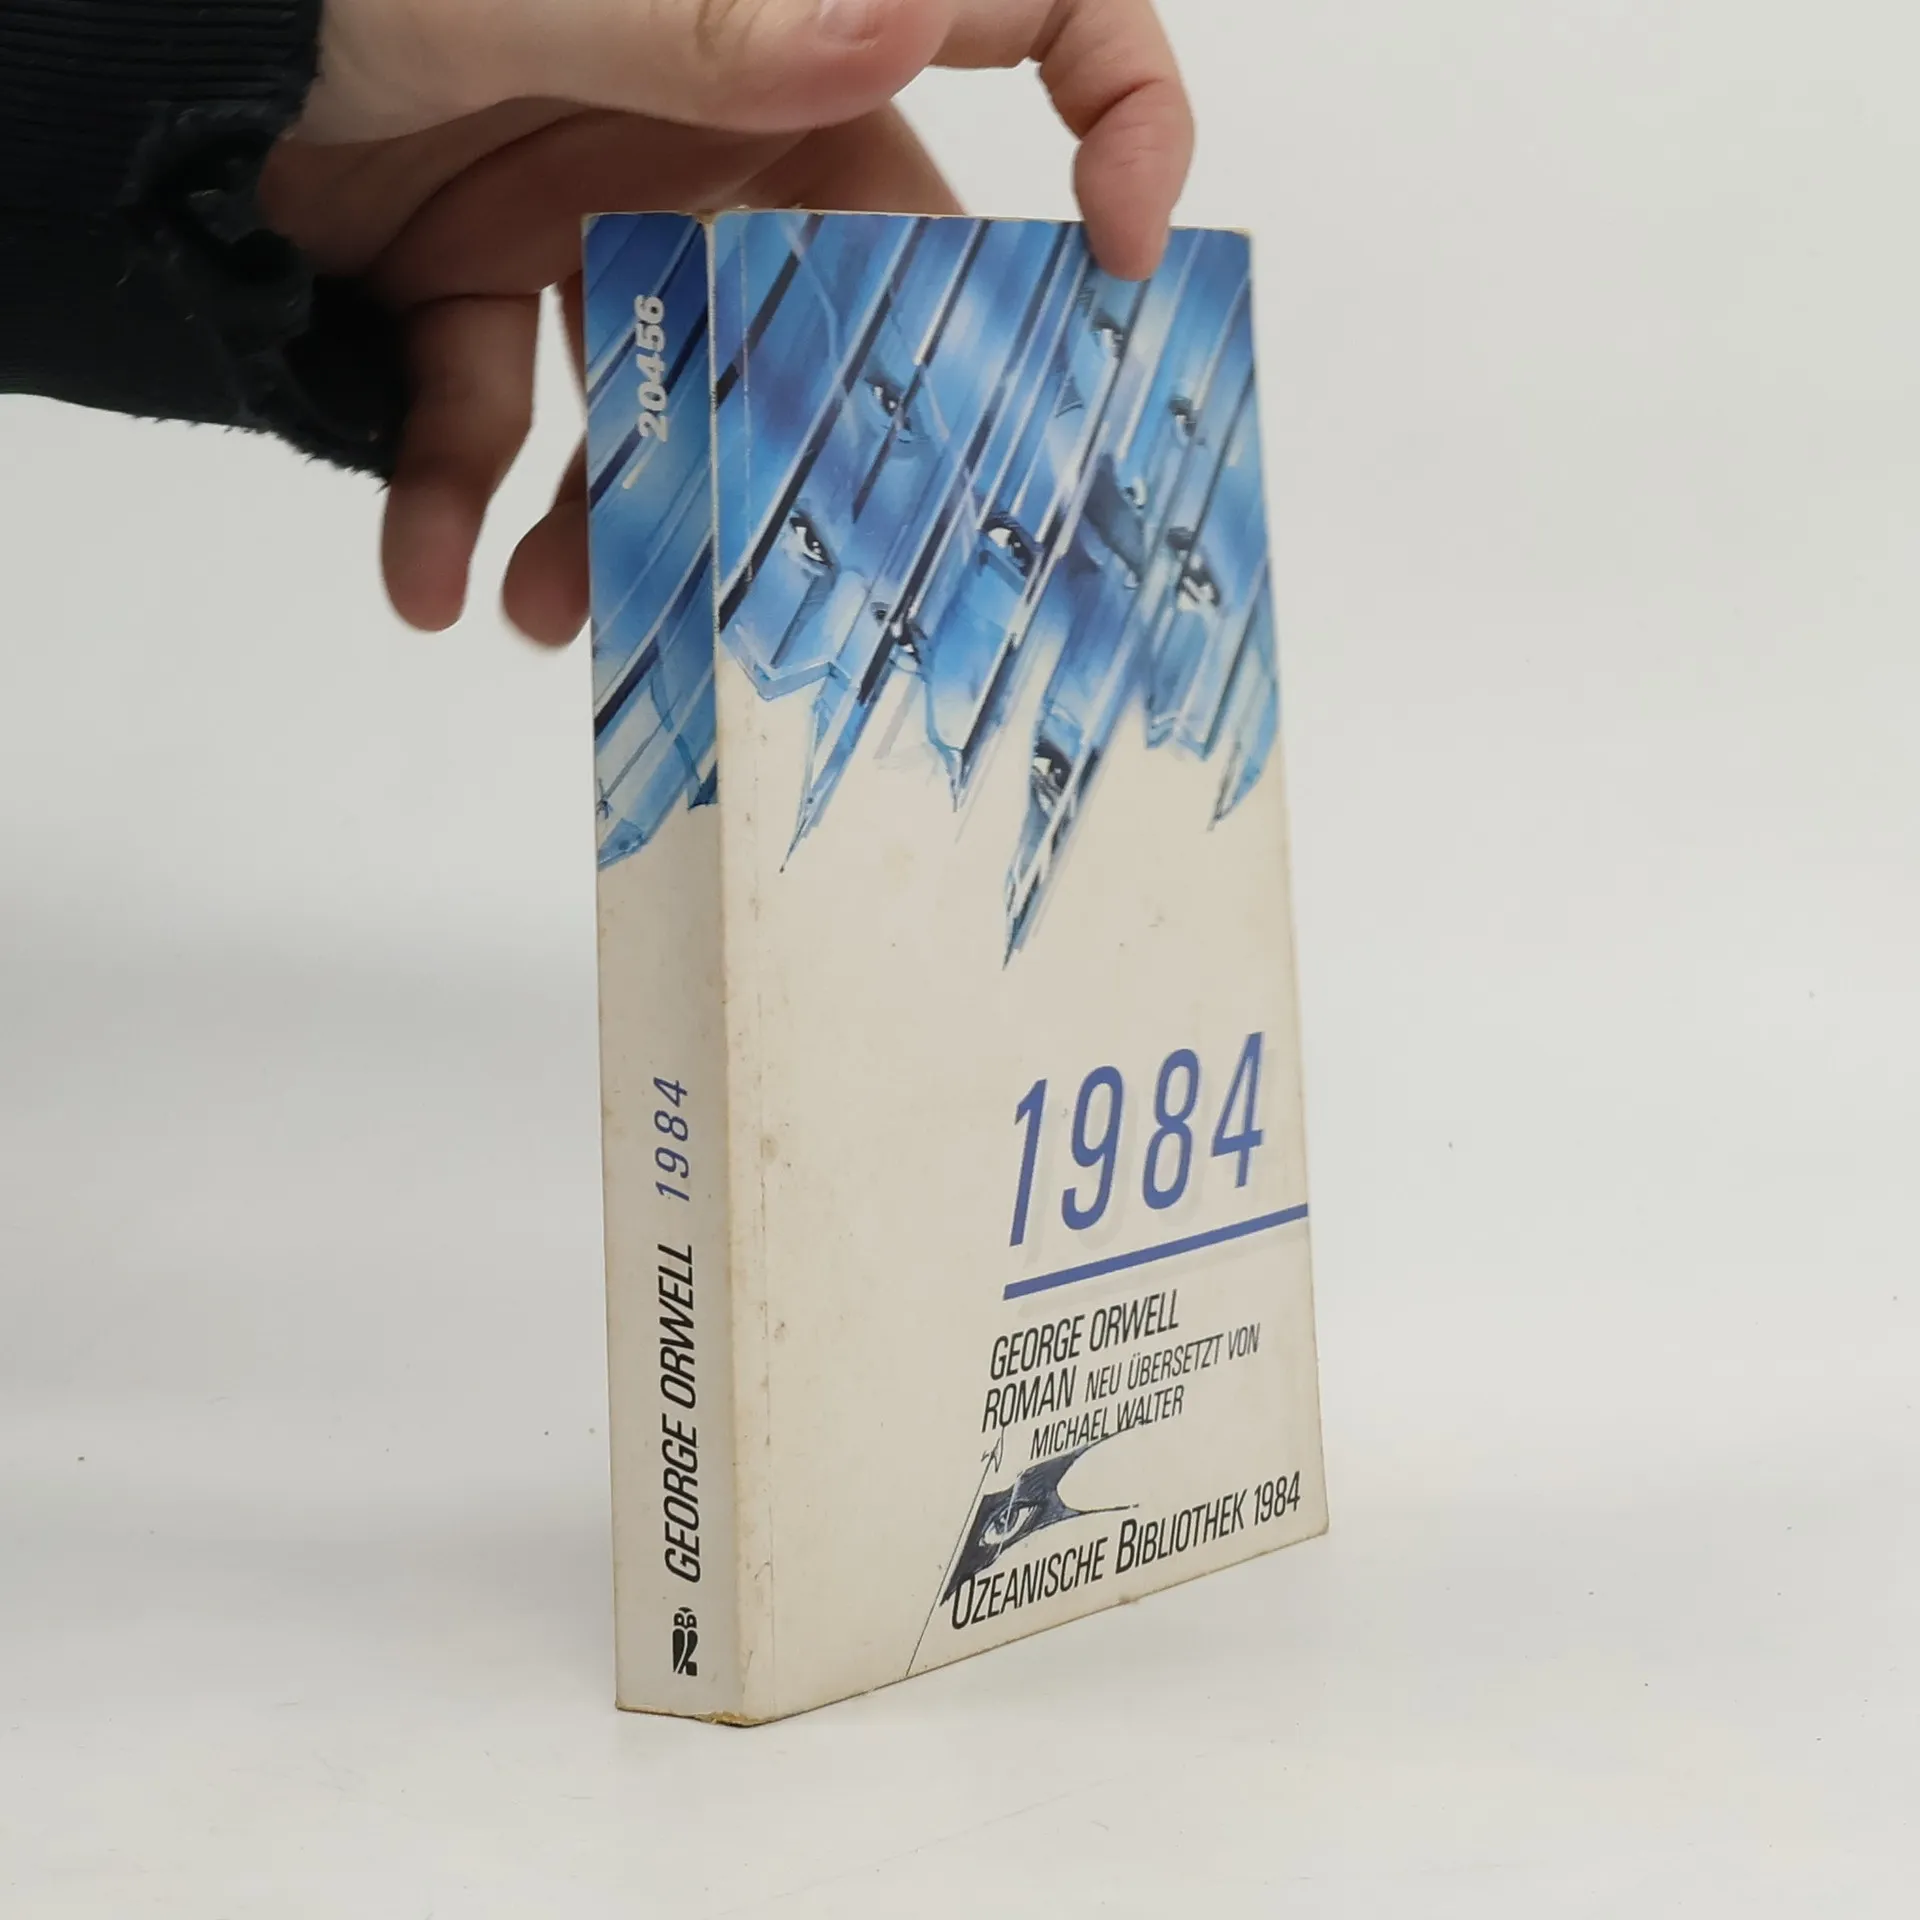 20456
GEORGE ORWELL 1984
1984
GEORGE ORWELL
ROMAN NEU ÜBERSETZT VON
MICHAEL WALTER
OZEANISCHE BIBLIOTHEK 1984